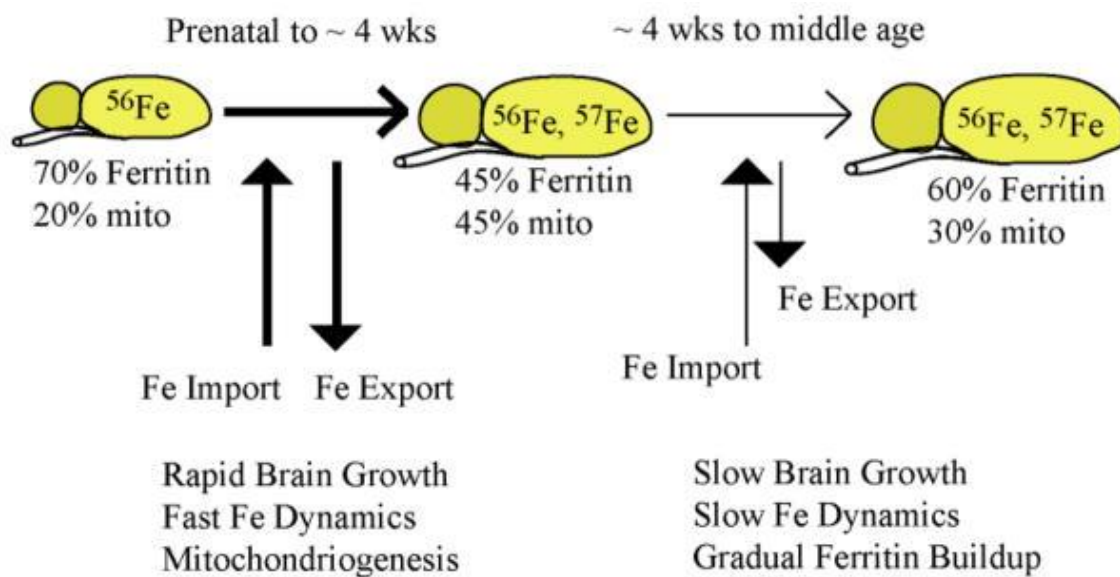 Prenatal to ~ 4 wks
~ 4 wks to middle age
⁵⁶Fe
⁵⁶Fe, ⁵⁷Fe
⁵⁶Fe, ⁵⁷Fe
70% Ferritin
20% mito
45% Ferritin
45% mito
60% Ferritin
30% mito
Fe Import
Fe Export
Fe Import
Fe Export
Rapid Brain Growth
Fast Fe Dynamics
Mitochondriogenesis
Slow Brain Growth
Slow Fe Dynamics
Gradual Ferritin Buildup